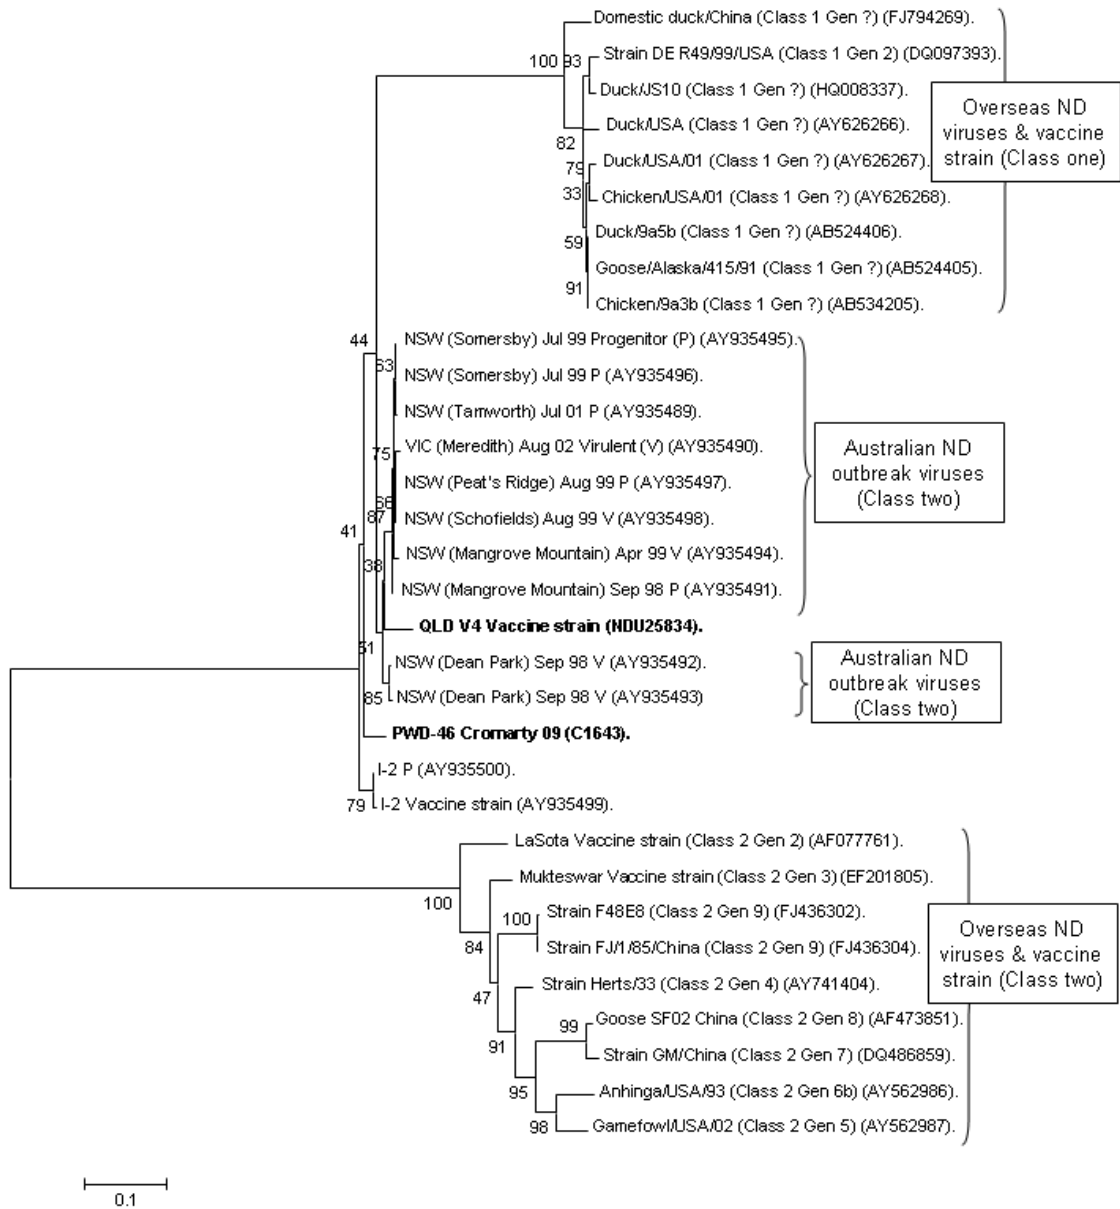 Domestic duck/China (Class 1 Gen ?) (FJ794269).
Strain DE R49/99/USA (Class 1 Gen 2) (DQ097393).
100 93
Duck/JS10 (Class 1 Gen ?) (HQ008337).
Overseas ND
viruses & vaccine
strain (Class one)
Duck/USA (Class 1 Gen ?) (AY626266).
82
Duck/USA/01 (Class 1 Gen ?) (AY626267).
79
33
Chicken/USA/01 (Class 1 Gen ?) (AY626268).
Duck/9a5b (Class 1 Gen ?) (AB524406).
59
Goose/Alaska/415/91 (Class 1 Gen ?) (AB524405).
91
Chicken/9a3b (Class 1 Gen ?) (AB534205).
44
NSW (Somersby) Jul 99 Progenitor (P) (AY935495).
63
NSW (Somersby) Jul 99 P (AY935496).
NSW (Tamworth) Jul 01 P (AY935489).
VIC (Meredith) Aug 02 Virulent (V) (AY935490).
75
Australian ND
outbreak viruses
(Class two)
NSW (Peat's Ridge) Aug 99 P (AY935497).
66
87
NSW (Schofields) Aug 99 V (AY935498).
41
NSW (Mangrove Mountain) Apr 99 V (AY935494).
38
NSW (Mangrove Mountain) Sep 98 P (AY935491).
QLD V4 Vaccine strain (NDU25834).
51
NSW (Dean Park) Sep 98 V (AY935492).
85
NSW (Dean Park) Sep 98 V (AY935493)
Australian ND
outbreak viruses
(Class two)
PWD-46 Cromarty 09 (C1643).
I-2 P (AY935500).
79
I-2 Vaccine strain (AY935499).
LaSota Vaccine strain (Class 2 Gen 2) (AF077761).
Mukteswar Vaccine strain (Class 2 Gen 3) (EF201805).
100
100
Strain F48E8 (Class 2 Gen 9) (FJ436302).
84
Strain FJ/1/85/China (Class 2 Gen 9) (FJ436304).
Overseas ND
viruses & vaccine
strain (Class two)
47
Strain Herts/33 (Class 2 Gen 4) (AY741404).
99
Goose SF02 China (Class 2 Gen 8) (AF473851).
91
Strain GM/China (Class 2 Gen 7) (DQ486859).
95
Anhinga/USA/93 (Class 2 Gen 6b) (AY562986).
98
Gamefowl/USA/02 (Class 2 Gen 5) (AY562987).
0.1